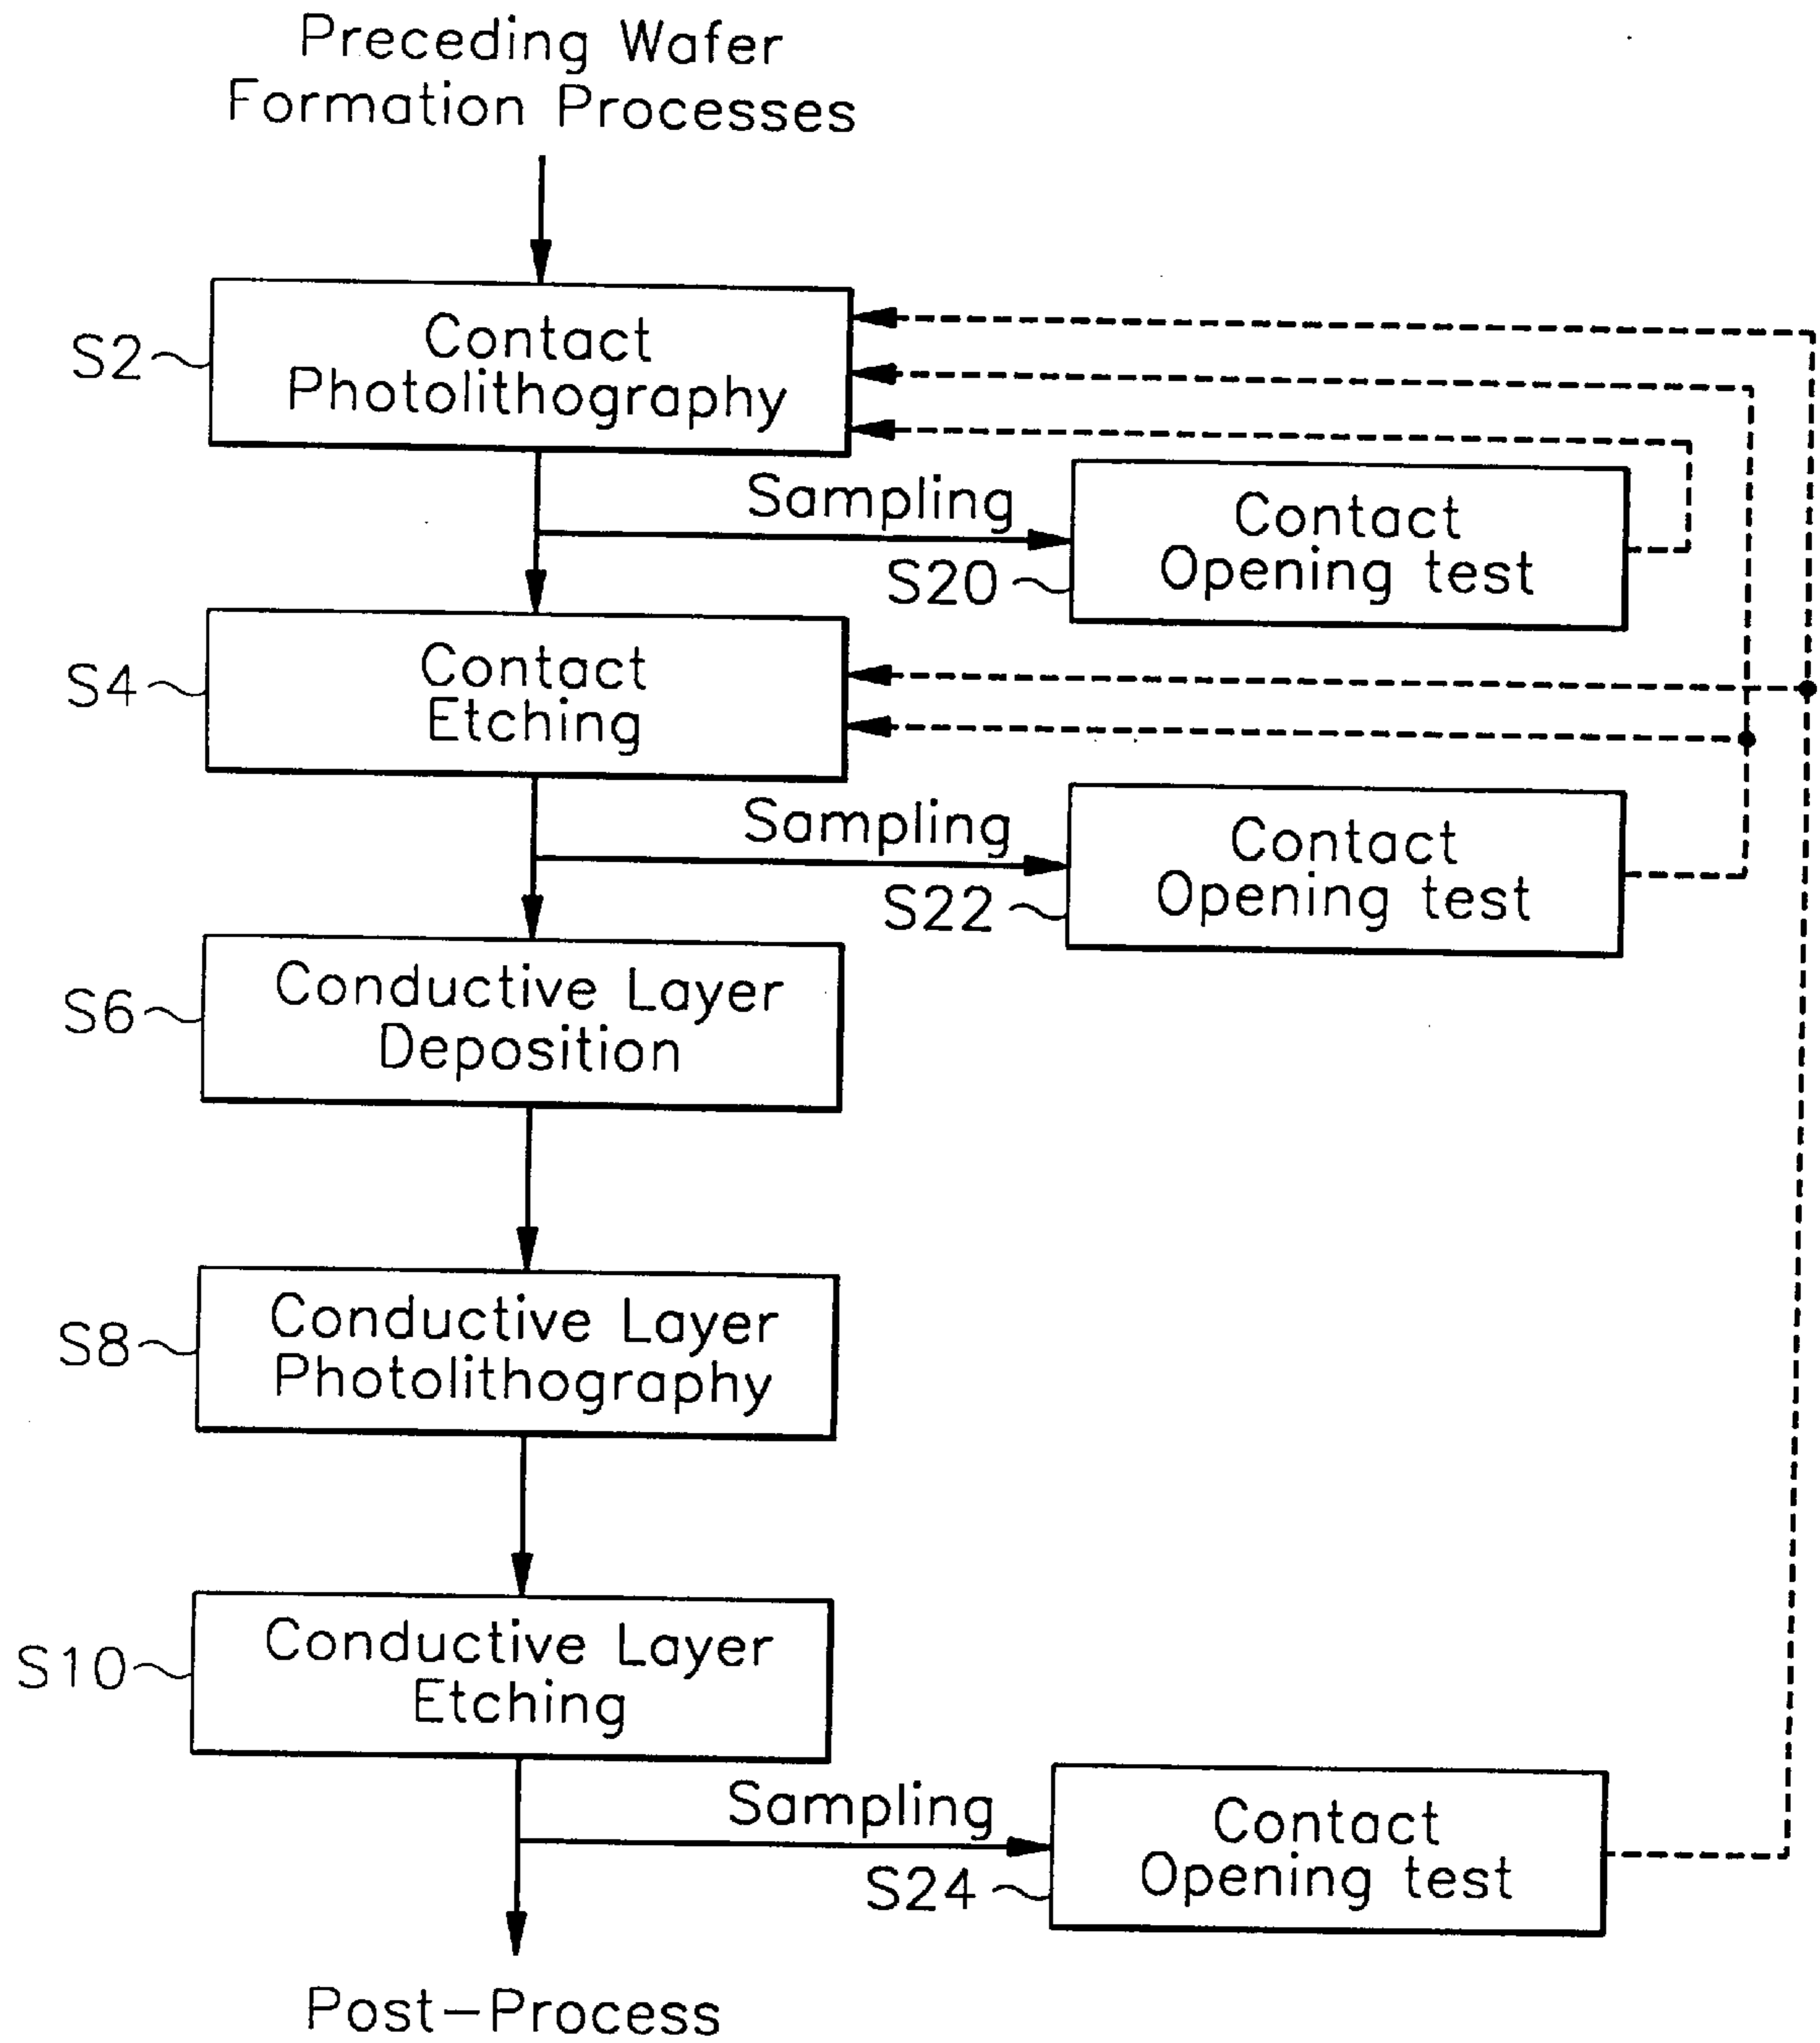 Preceding Wafer
Formation Processes
S2
Contact
Photolithography
Sampling
S20
Contact
Opening test
S4
Contact
Etching
Sampling
S22
Contact
Opening test
S6
Conductive Layer
Deposition
S8
Conductive Layer
Photolithography
S10
Conductive Layer
Etching
Sampling
S24
Contact
Opening test
Post-Process